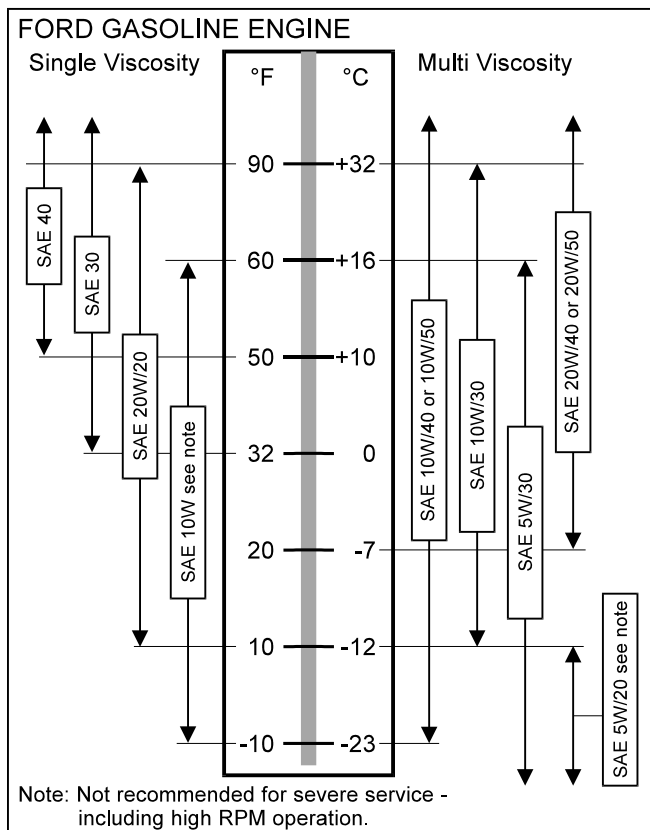 FORD GASOLINE ENGINE
Single Viscosity
°F
°C
Multi Viscosity
90
+32
60
+16
50
+10
32
0
20
-7
10
-12
-10
-23
SAE 40
SAE 30
SAE 20W/20
SAE 10W see note
SAE 10W/40 or 10W/50
SAE 10W/30
SAE 5W/30
SAE 20W/40 or 20W/50
SAE 5W/20 see note
Note: Not recommended for severe service -
including high RPM operation.